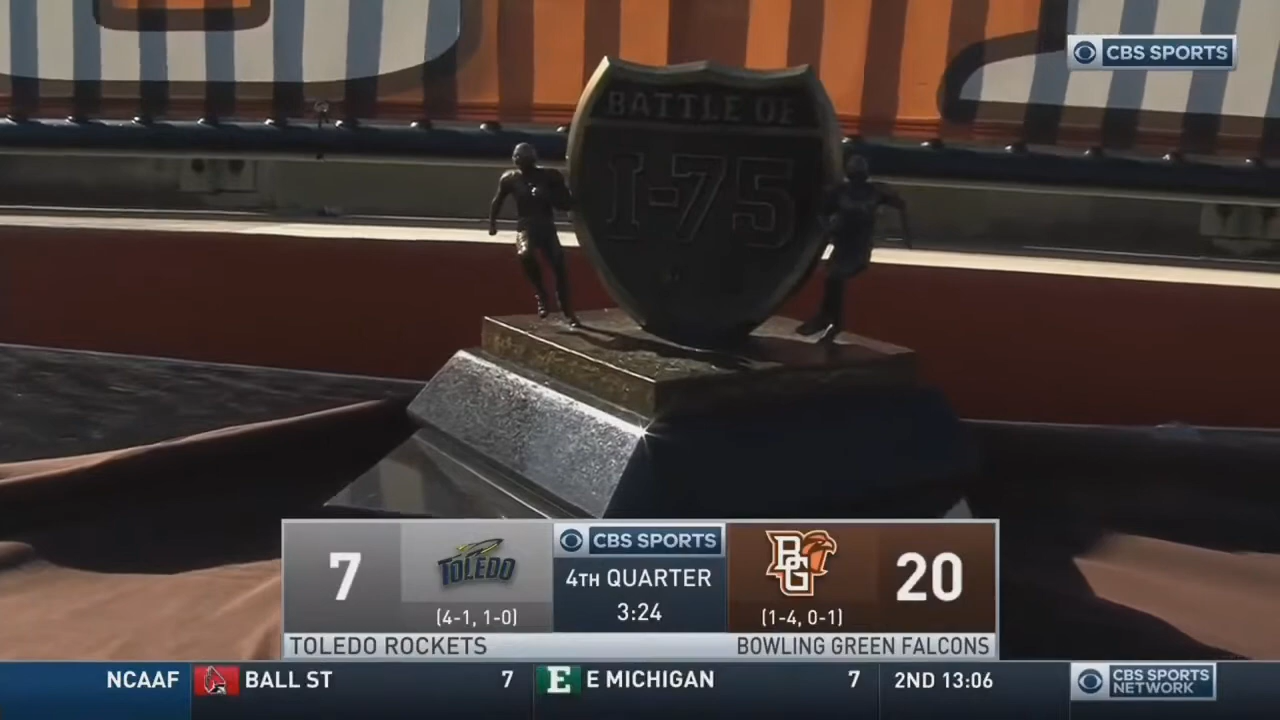 CBS SPORTS
BATTLE OF
I-75
7
TOLEDO
(4-1, 1-0)
CBS SPORTS
4TH QUARTER
3:24
BG
(1-4, 0-1)
20
TOLEDO ROCKETS
BOWLING GREEN FALCONS
NCAAF
BALL ST 7
E
E MICHIGAN 7
2ND 13:06
CBS SPORTS
NETWORK